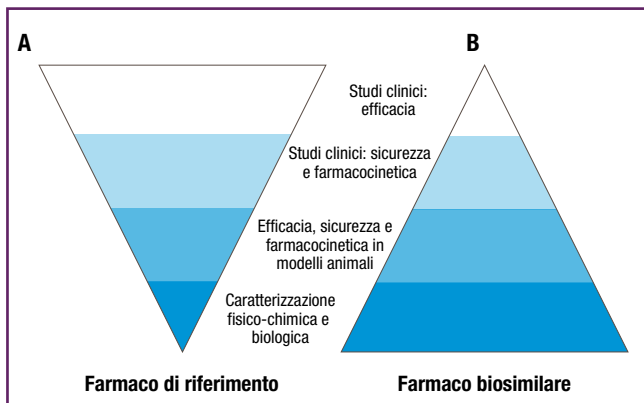 A
B
Studi clinici:
efficacia
Studi clinici: sicurezza
e farmacocinetica
Efficacia, sicurezza e
farmacocinetica in
modelli animali
Caratterizzazione
fisico-chimica e
biologica
Farmaco di riferimento
Farmaco biosimilare